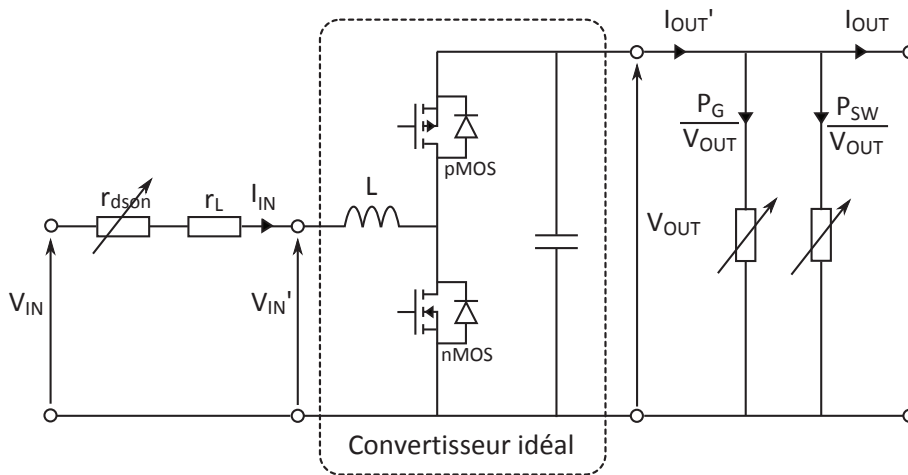 I_OUT'
I_OUT
P_G
V_OUT
P_SW
V_OUT
pMOS
r_dson
r_L
I_IN
L
V_OUT
V_IN
V_IN'
nMOS
Convertisseur idéal